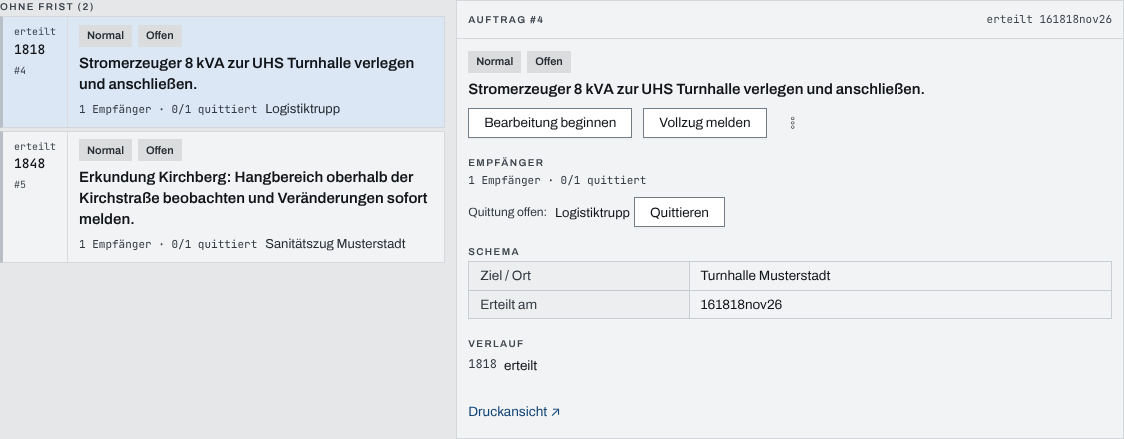 OHNE FRIST (2)
erteilt
1818
#4
Normal Offen
Stromerzeuger 8 kVA zur UHS Turnhalle verlegen
und anschließen.
1 Empfänger · 0/1 quittiert Logistiktrupp
erteilt
1848
#5
Normal Offen
Erkundung Kirchberg: Hangbereich oberhalb der
Kirchstraße beobachten und Veränderungen sofort
melden.
1 Empfänger · 0/1 quittiert Sanitätszug Musterstadt
AUFTRAG #4 erteilt 161818nov26
Normal Offen
Stromerzeuger 8 kVA zur UHS Turnhalle verlegen und anschließen.
Bearbeitung beginnen Vollzug melden
EMPFÄNGER
1 Empfänger · 0/1 quittiert
Quittung offen: Logistiktrupp Quittieren
SCHEMA
Ziel / Ort Turnhalle Musterstadt
Erteilt am 161818nov26
VERLAUF
1818 erteilt
Druckansicht ↗